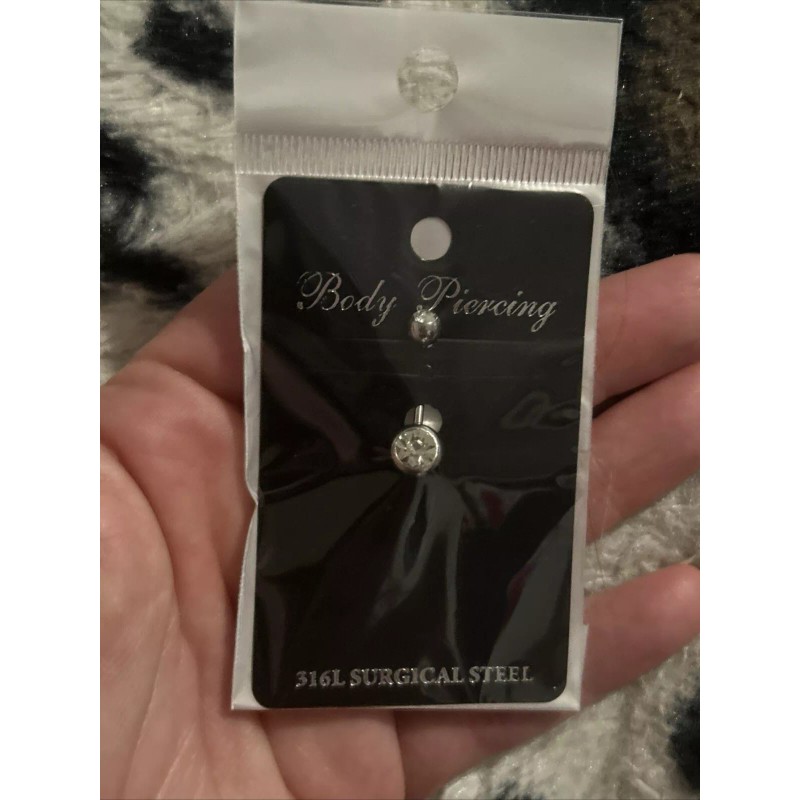 Body Piercing
316L SURGICAL STEEL